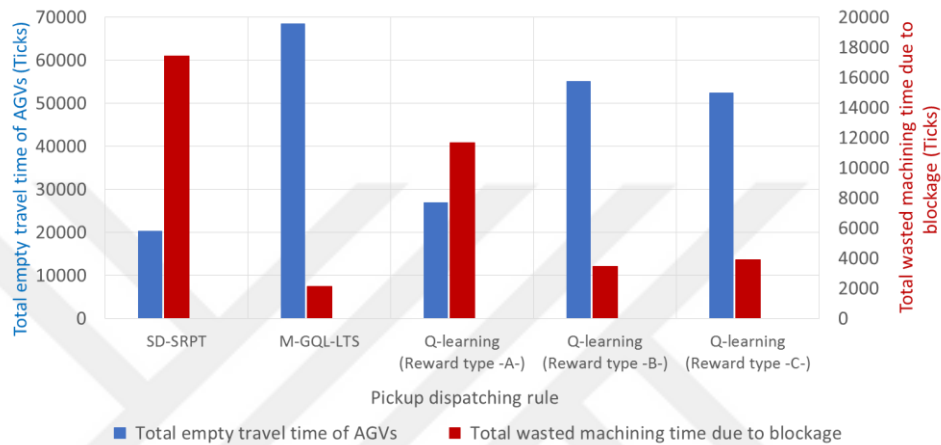 Total empty travel time of AGVs (Ticks)
70000
60000
50000
40000
30000
20000
10000
0
20000
18000
16000
14000
12000
10000
8000
6000
4000
2000
0
Total wasted machining time due to
blockage (Ticks)
SD-SRPT
M-GQL-LTS
Q-learning
(Reward type -A-)
Q-learning
(Reward type -B-)
Q-learning
(Reward type -C-)
Pickup dispatching rule
Total empty travel time of AGVs
Total wasted machining time due to blockage